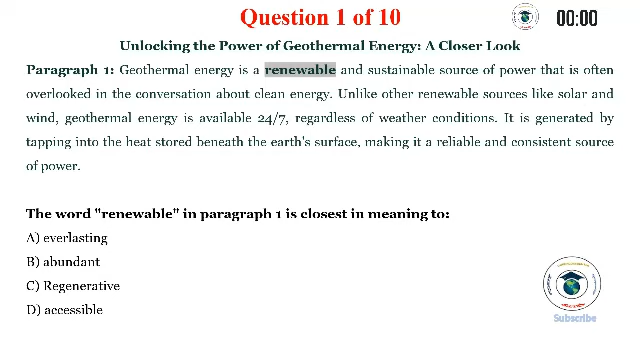 Question 1 of 10
00:00
Unlocking the Power of Geothermal Energy: A Closer Look
Paragraph 1: Geothermal energy is a renewable and sustainable source of power that is often
overlooked in the conversation about clean energy. Unlike other renewable sources like solar and
wind, geothermal energy is available 24/7, regardless of weather conditions. It is generated by
tapping into the heat stored beneath the earth's surface, making it a reliable and consistent source
of power.
The word "renewable" in paragraph 1 is closest in meaning to:
A) everlasting
B) abundant
C) Regenerative
D) accessible
Subscribe